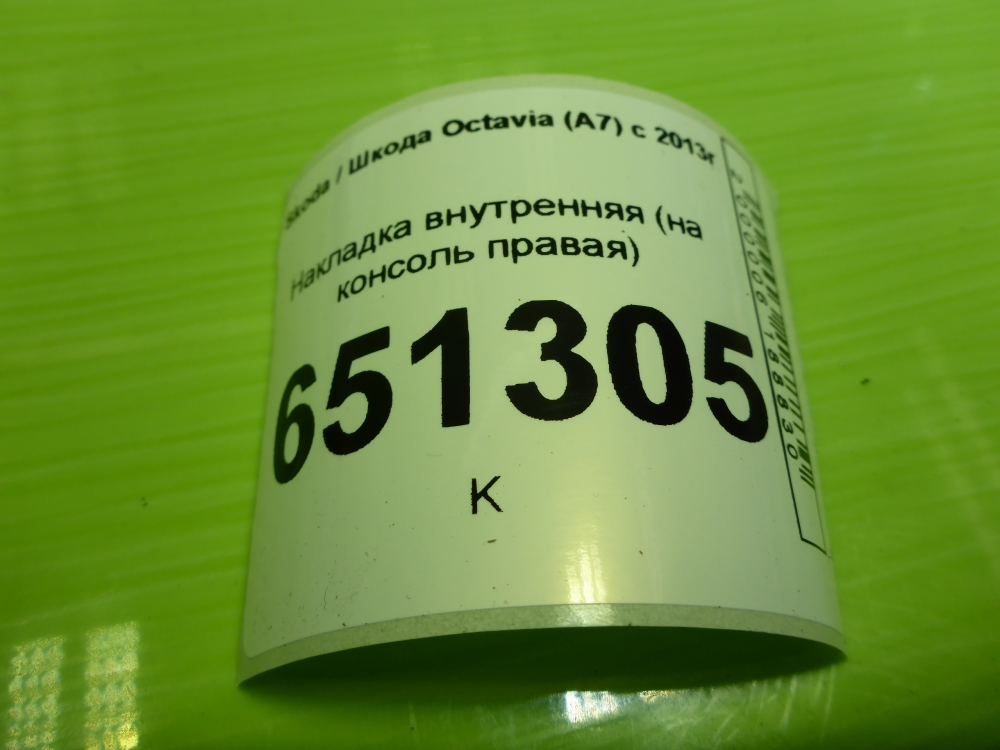 Skoda / Шкода Octavia (A7) с 2013г
Накладка внутренняя (на
консоль правая)
651305
К